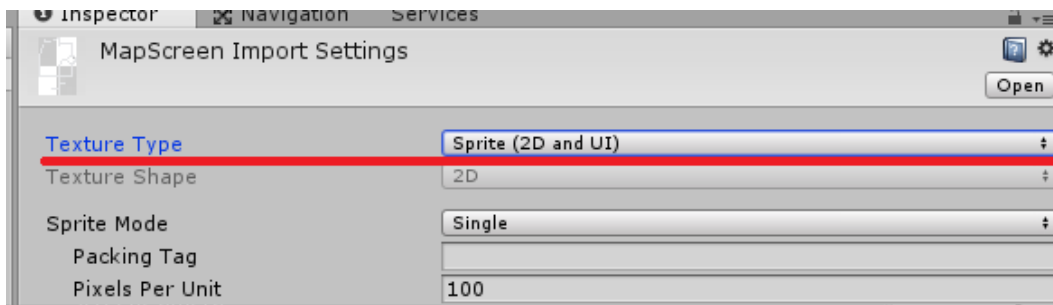 Inspector Navigation Services
MapScreen Import Settings
Open
Texture Type Sprite (2D and UI)
Texture Shape 2D
Sprite Mode Single
Packing Tag
Pixels Per Unit 100